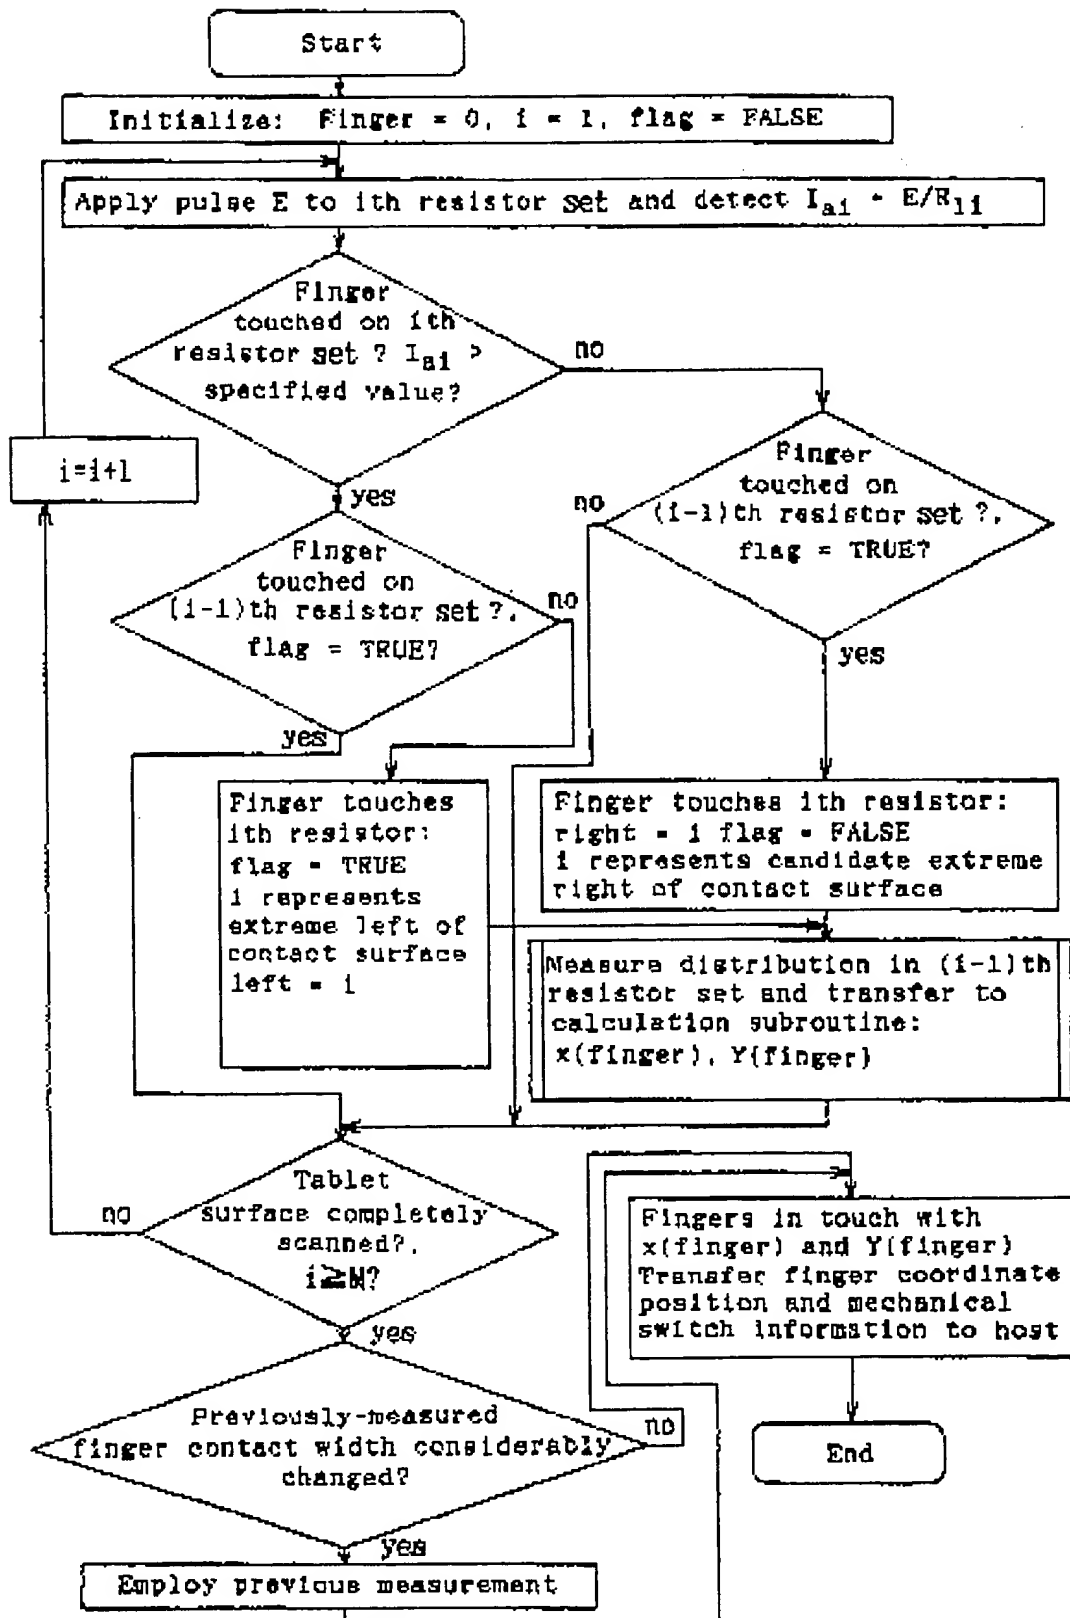 Start
Initialize: Finger = 0, i = 1, flag = FALSE
Apply pulse E to ith resistor set and detect Iai = E/R1i
Finger
touched on ith
resistor set ? Iai >
specified value?
no
yes
i=i+1
Finger
touched on
(i-1)th resistor set ?,
flag = TRUE?
no
yes
Finger
touched on
(i-1)th resistor set ?,
flag = TRUE?
no
yes
Finger touches
ith resistor:
flag = TRUE
i represents
extreme left of
contact surface
left = i
Finger touches ith resistor:
right = i flag = FALSE
i represents candidate extreme
right of contact surface
Measure distribution in (i-1)th
resistor set and transfer to
calculation subroutine:
x(finger), Y(finger)
Tablet
surface completely
scanned?,
i≧N?
no
yes
Fingers in touch with
x(finger) and Y(finger)
Transfer finger coordinate
position and mechanical
switch information to host
End
Previously-measured
finger contact width considerably
changed?
no
yes
Employ previous measurement